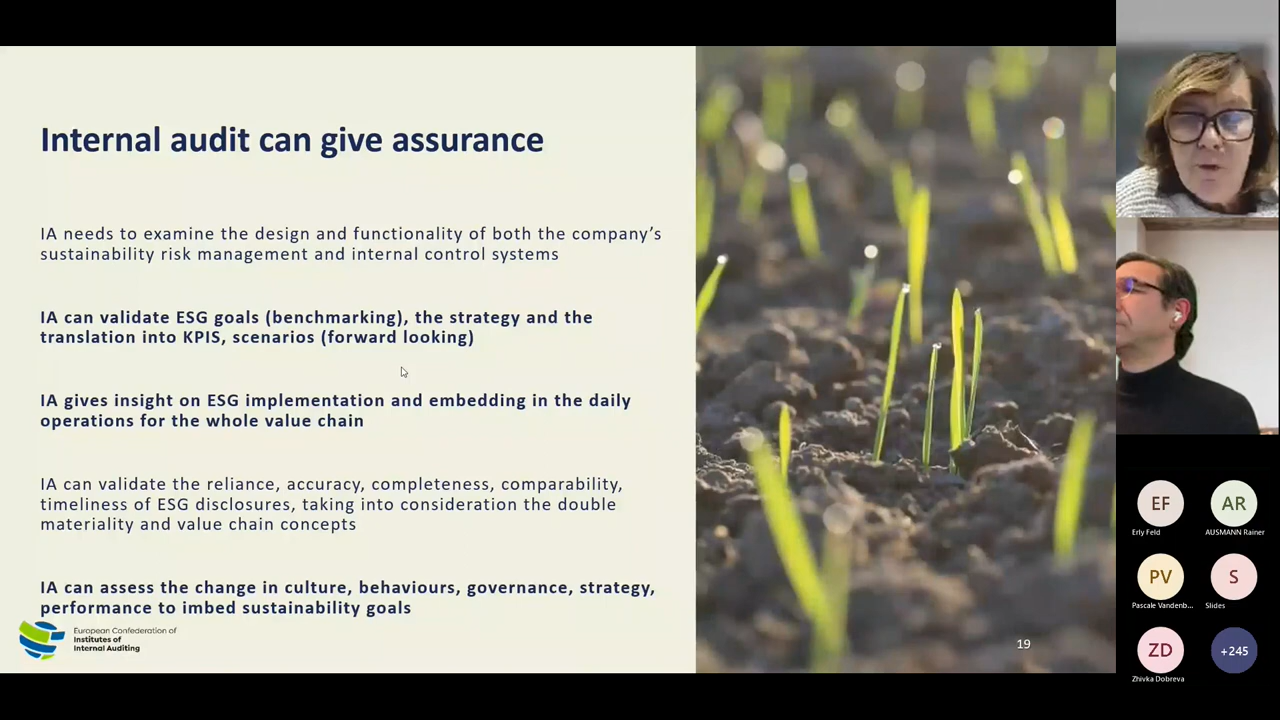 Internal audit can give assurance
IA needs to examine the design and functionality of both the company’s
sustainability risk management and internal control systems
IA can validate ESG goals (benchmarking), the strategy and the
translation into KPIS, scenarios (forward looking)
IA gives insight on ESG implementation and embedding in the daily
operations for the whole value chain
IA can validate the reliance, accuracy, completeness, comparability,
timeliness of ESG disclosures, taking into consideration the double
materiality and value chain concepts
IA can assess the change in culture, behaviours, governance, strategy,
performance to imbed sustainability goals
European Confederation of
Institutes of
Internal Auditing
19
EF
Erly Feld
AR
AUSMANN Rainer
PV
Pascale Vandenb...
S
Slides
ZD
Zhivka Dobreva
+245